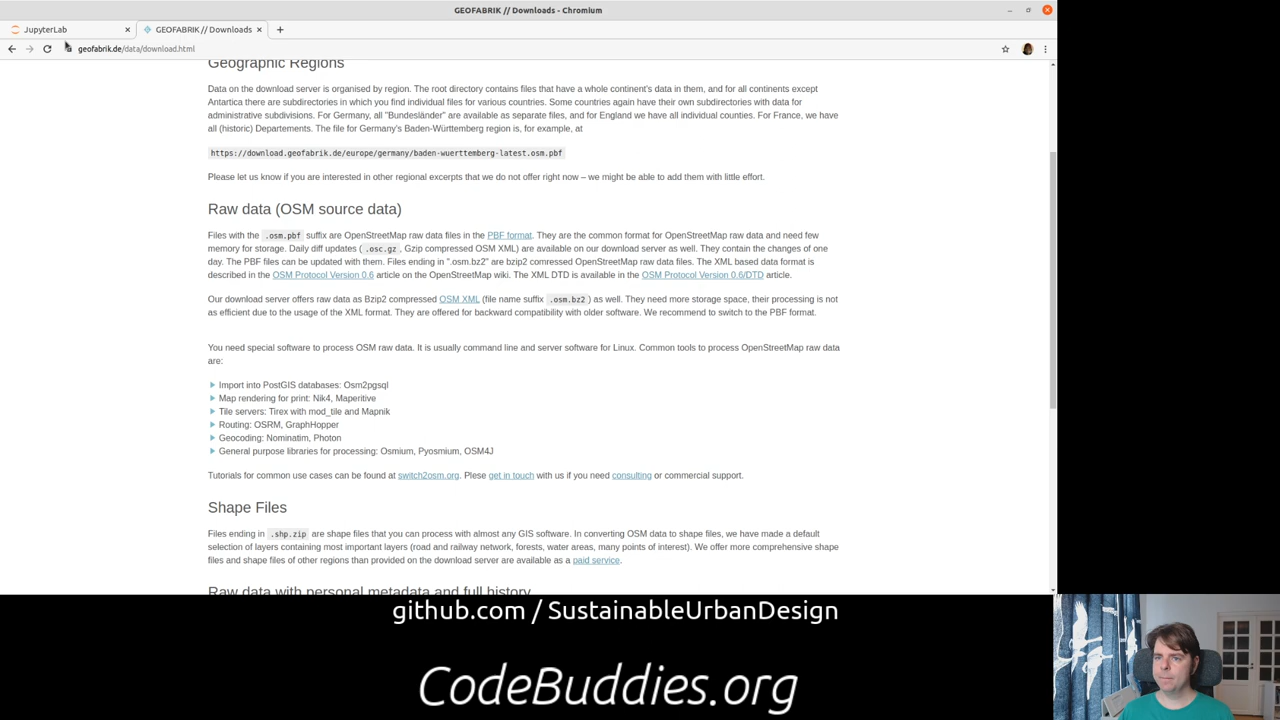 GEOFABRIK // Downloads - Chromium
JupyterLab
GEOFABRIK // Downloads
geofabrik.de/data/download.html
Geographic Regions
Data on the download server is organised by region. The root directory contains files that have a whole continent's data in them, and for all continents except
Antartica there are subdirectories in which you find individual files for various countries. Some countries again have their own subdirectories with data for
administrative subdivisions. For Germany, all "Bundesländer" are available as separate files, and for England we have all individual counties. For France, we have
all (historic) Departements. The file for Germany's Baden-Württemberg region is, for example, at
https://download.geofabrik.de/europe/germany/baden-wuerttemberg-latest.osm.pbf
Please let us know if you are interested in other regional excerpts that we do not offer right now – we might be able to add them with little effort.
Raw data (OSM source data)
Files with the .osm.pbf suffix are OpenStreetMap raw data files in the PBF format. They are the common format for OpenStreetMap raw data and need few
memory for storage. Daily diff updates (.osc.gz, Gzip compressed OSM XML) are available on our download server as well. They contain the changes of one
day. The PBF files can be updated with them. Files ending in ".osm.bz2" are bzip2 compressed OpenStreetMap raw data files. The XML based data format is
described in the OSM Protocol Version 0.6 article on the OpenStreetMap wiki. The XML DTD is available in the OSM Protocol Version 0.6/DTD article.
Our download server offers raw data as Bzip2 compressed OSM XML (file name suffix .osm.bz2) as well. They need more storage space, their processing is not
as efficient due to the usage of the XML format. They are offered for backward compatibility with older software. We recommend to switch to the PBF format.
You need special software to process OSM raw data. It is usually command line and server software for Linux. Common tools to process OpenStreetMap raw data
are:
Import into PostGIS databases: Osm2pgsql
Map rendering for print: Nik4, Maperitive
Tile servers: Tirex with mod_tile and Mapnik
Routing: OSRM, GraphHopper
Geocoding: Nominatim, Photon
General purpose libraries for processing: Osmium, Pyosmium, OSM4J
Tutorials for common use cases can be found at switch2osm.org. Plese get in touch with us if you need consulting or commercial support.
Shape Files
Files ending in .shp.zip are shape files that you can process with almost any GIS software. In converting OSM data to shape files, we have made a default
selection of layers containing most important layers (road and railway network, forests, water areas, many points of interest). We offer more comprehensive shape
files and shape files of other regions than provided on the download server are available as a paid service.
Raw data with personal metadata and full history
github.com / SustainableUrbanDesign
CodeBuddies.org